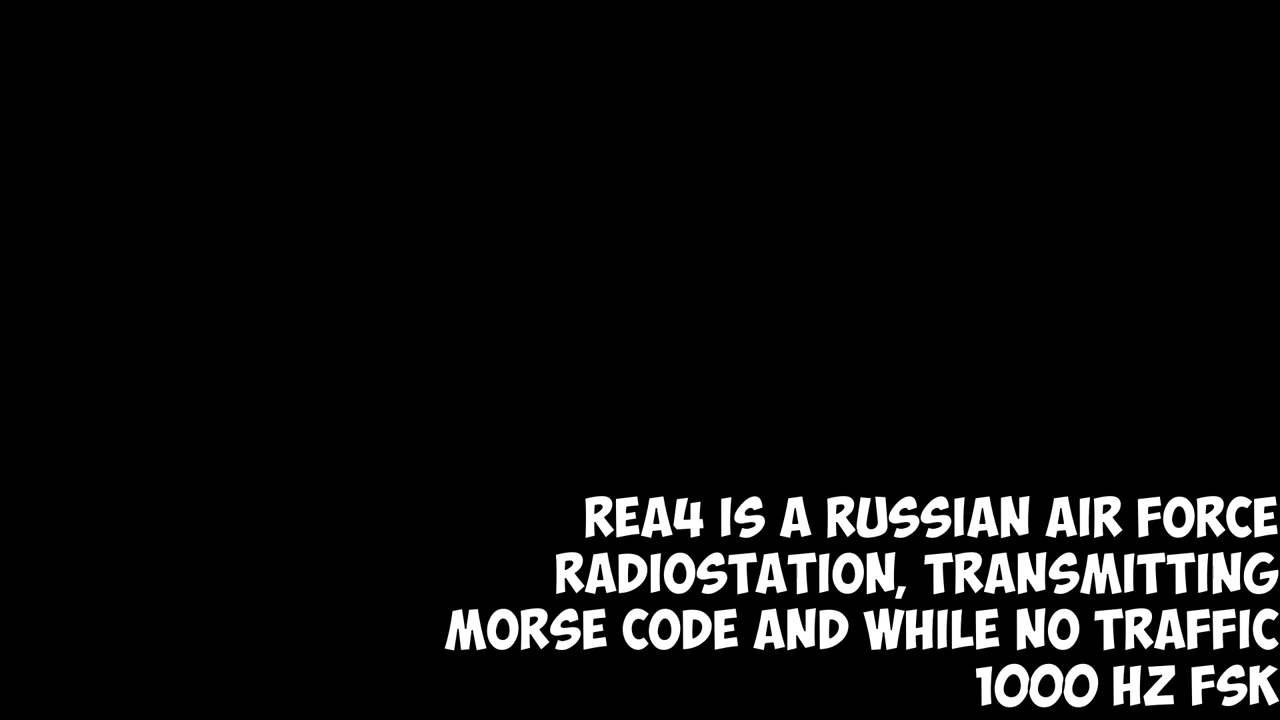 REA4 IS A RUSSIAN AIR FORCE
RADIOSTATION, TRANSMITTING
MORSE CODE AND WHILE NO TRAFFIC
1000 HZ FSK